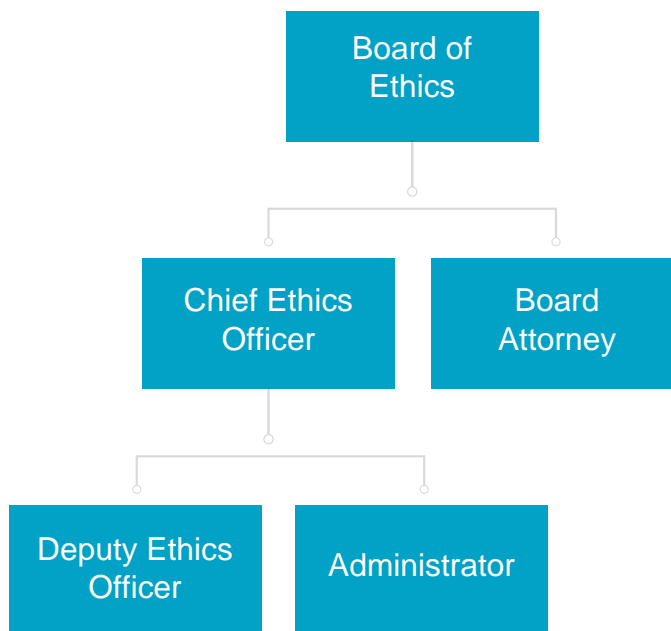 Board of
Ethics
Chief Ethics
Officer
Board
Attorney
Deputy Ethics
Officer
Administrator